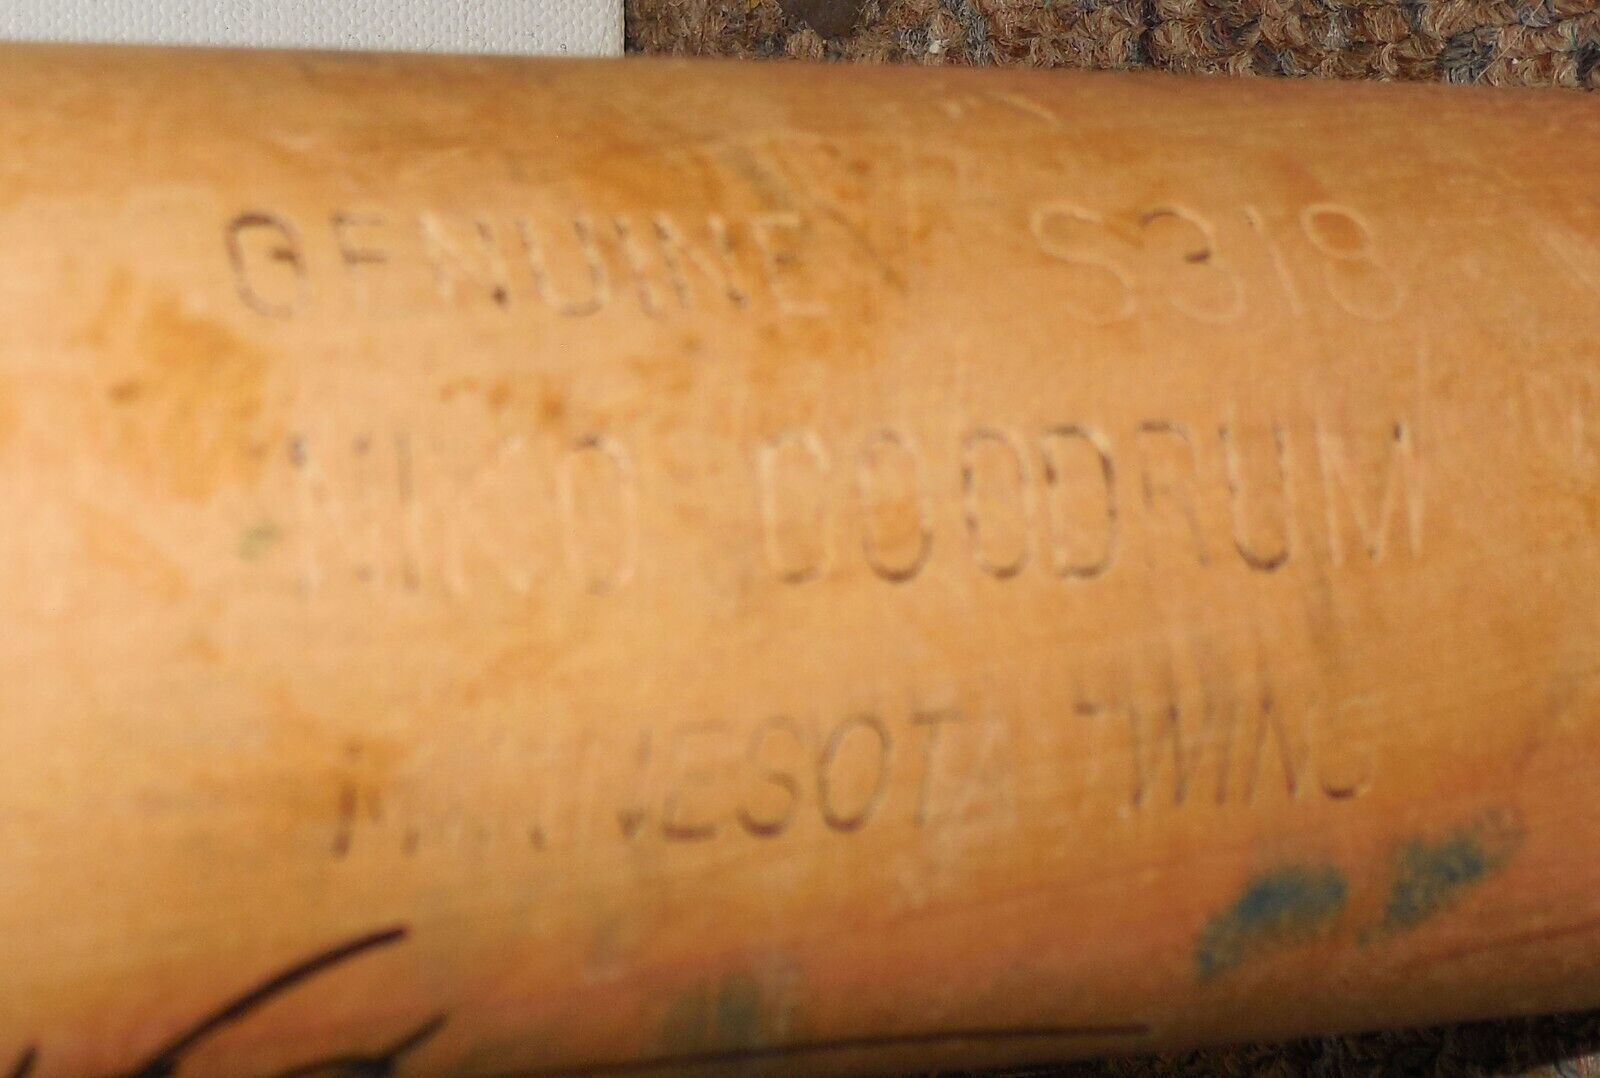 GENUINE S318
NIKO GOODRUM
MINNESOTA TWINS